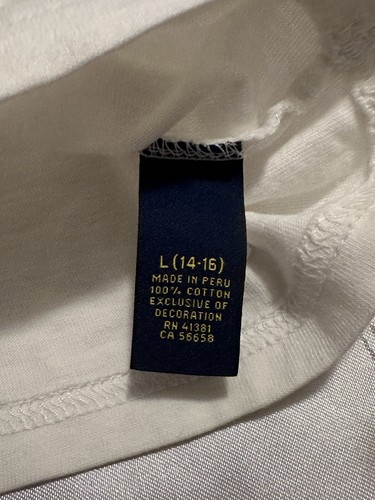 L (14-16)
MADE IN PERU
100% COTTON
EXCLUSIVE OF
DECORATION
RN 41381
CA 56658